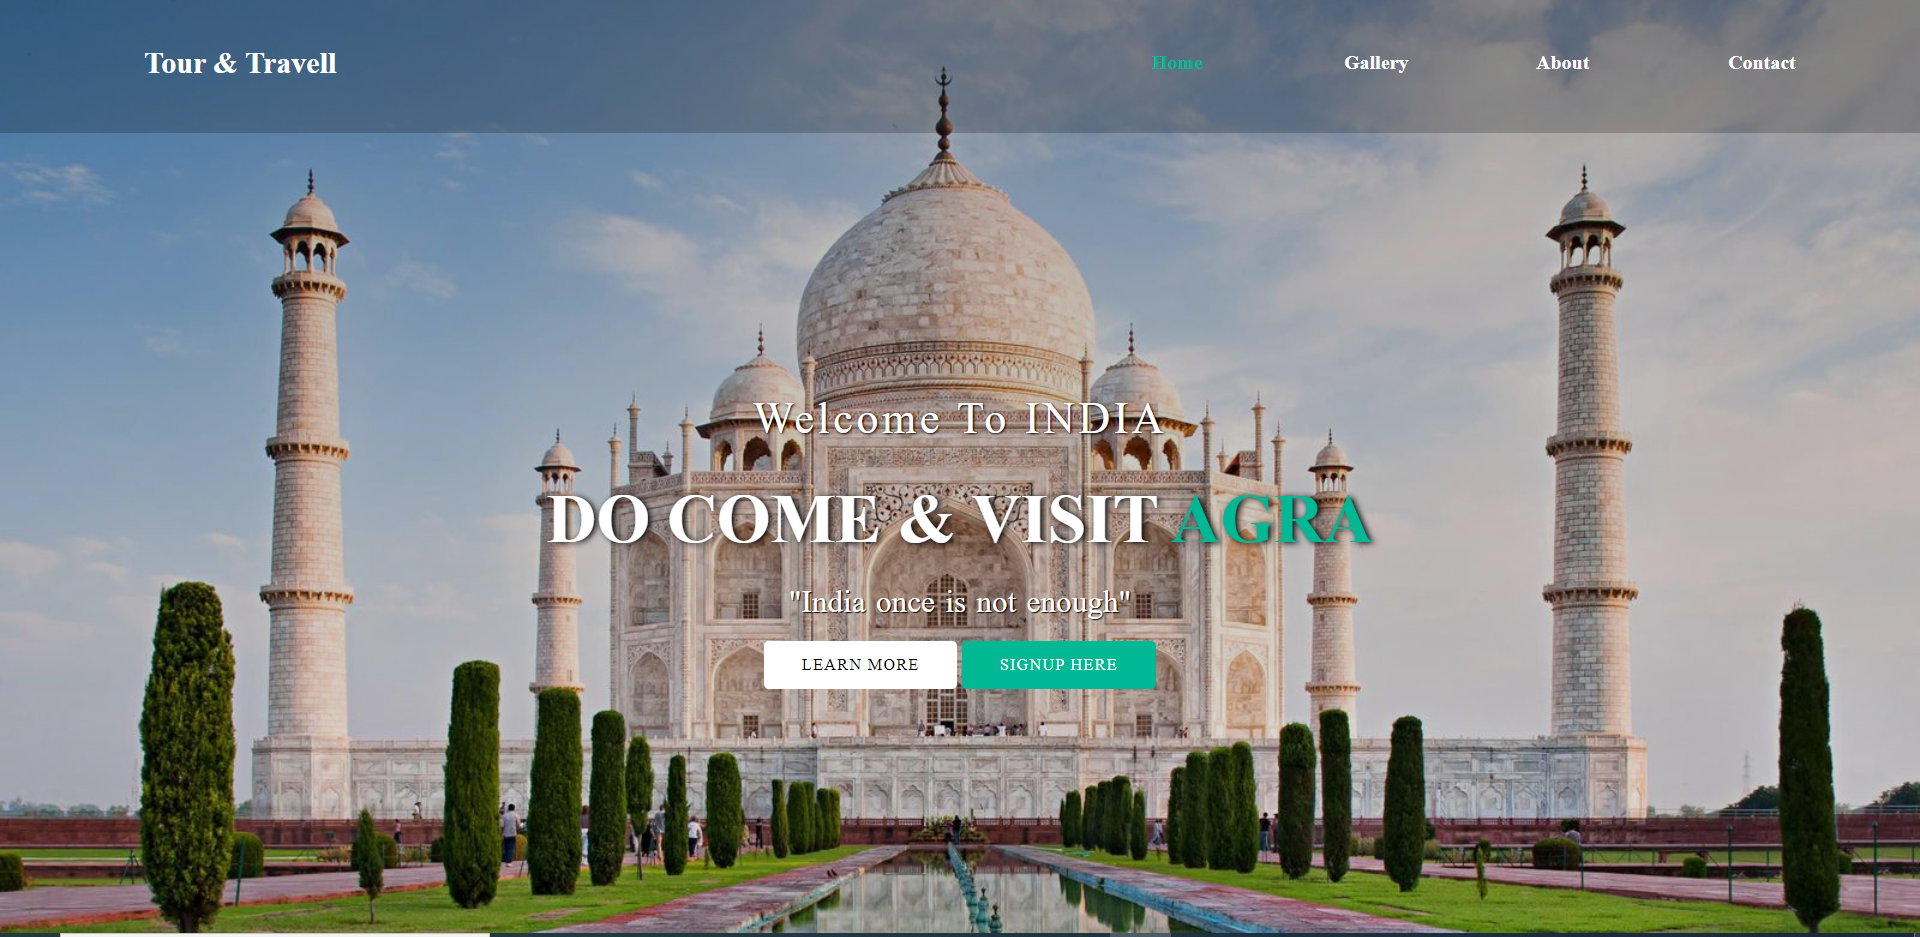 Tour & Travell
Home
Gallery
About
Contact
Welcome To INDIA
DO COME & VISIT AGRA
"India once is not enough"
LEARN MORE
SIGNUP HERE